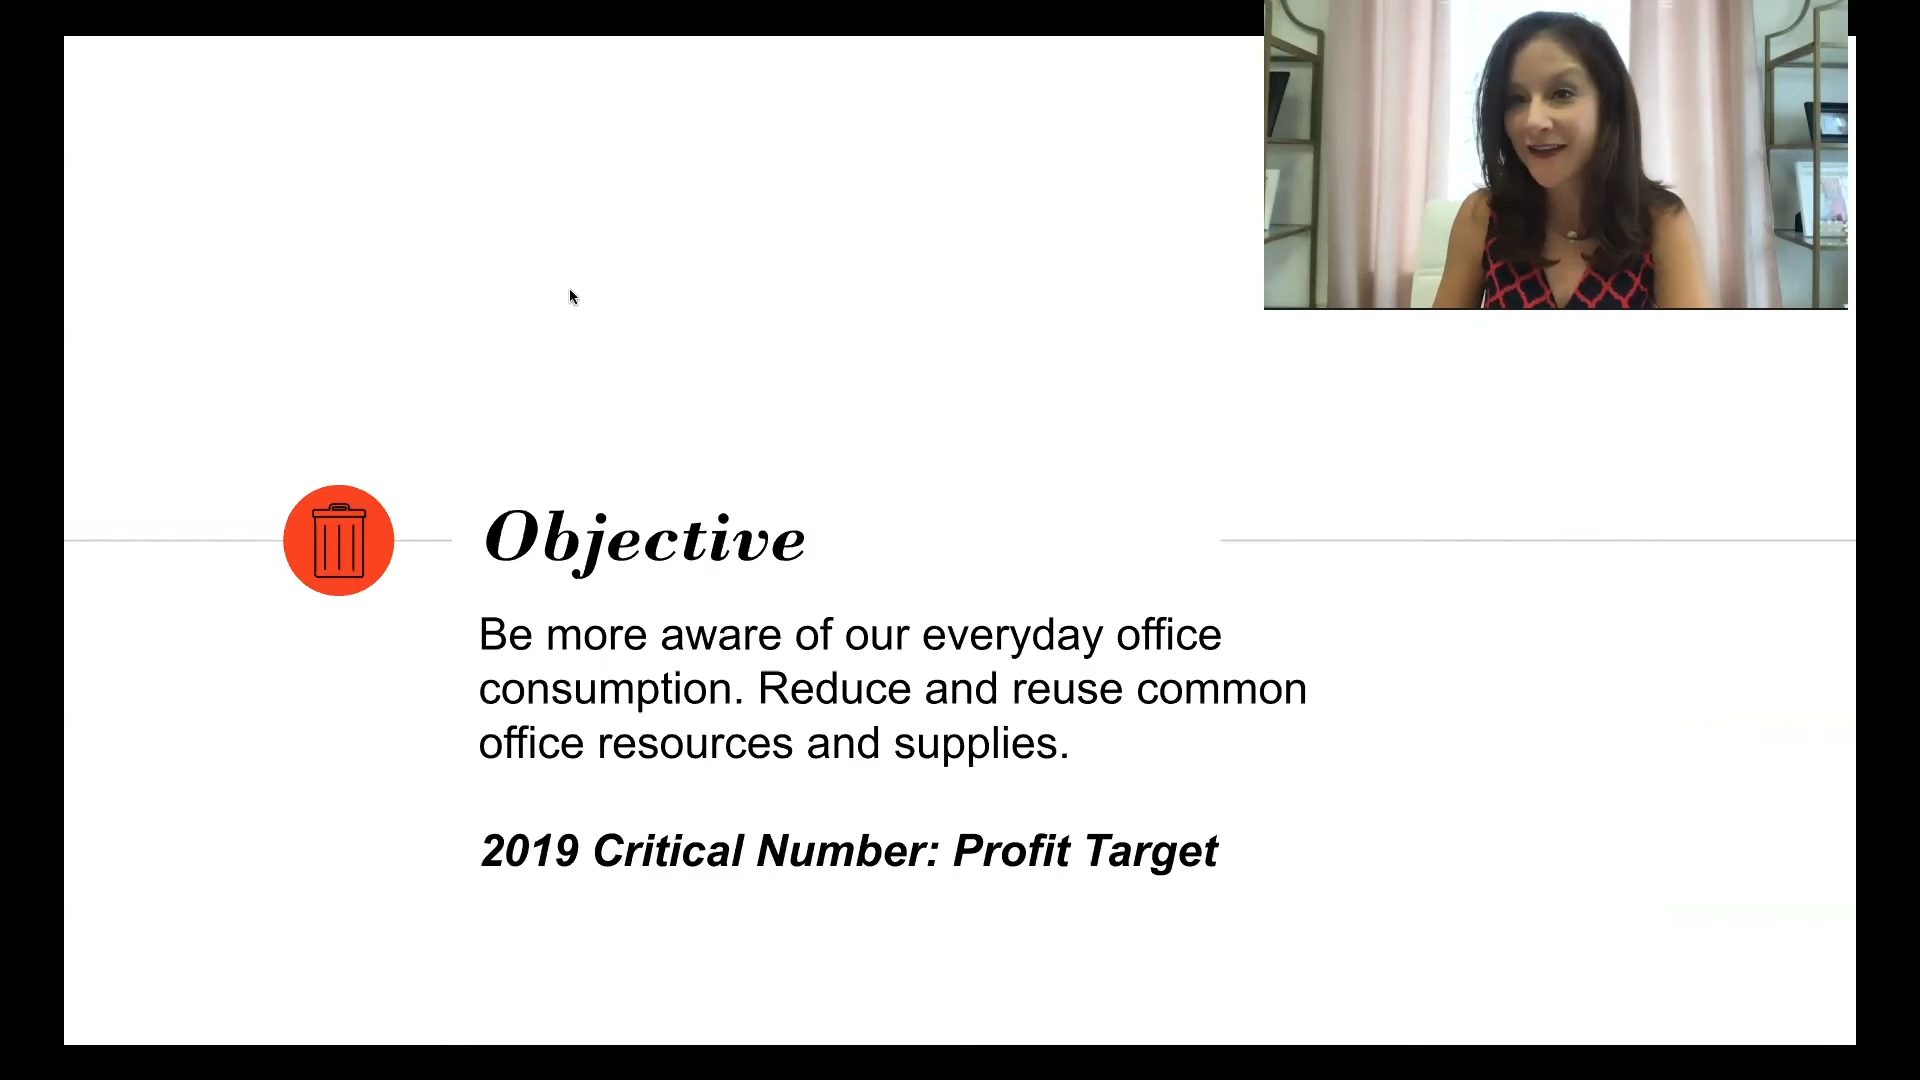 Objective
Be more aware of our everyday office
consumption. Reduce and reuse common
office resources and supplies.
2019 Critical Number: Profit Target